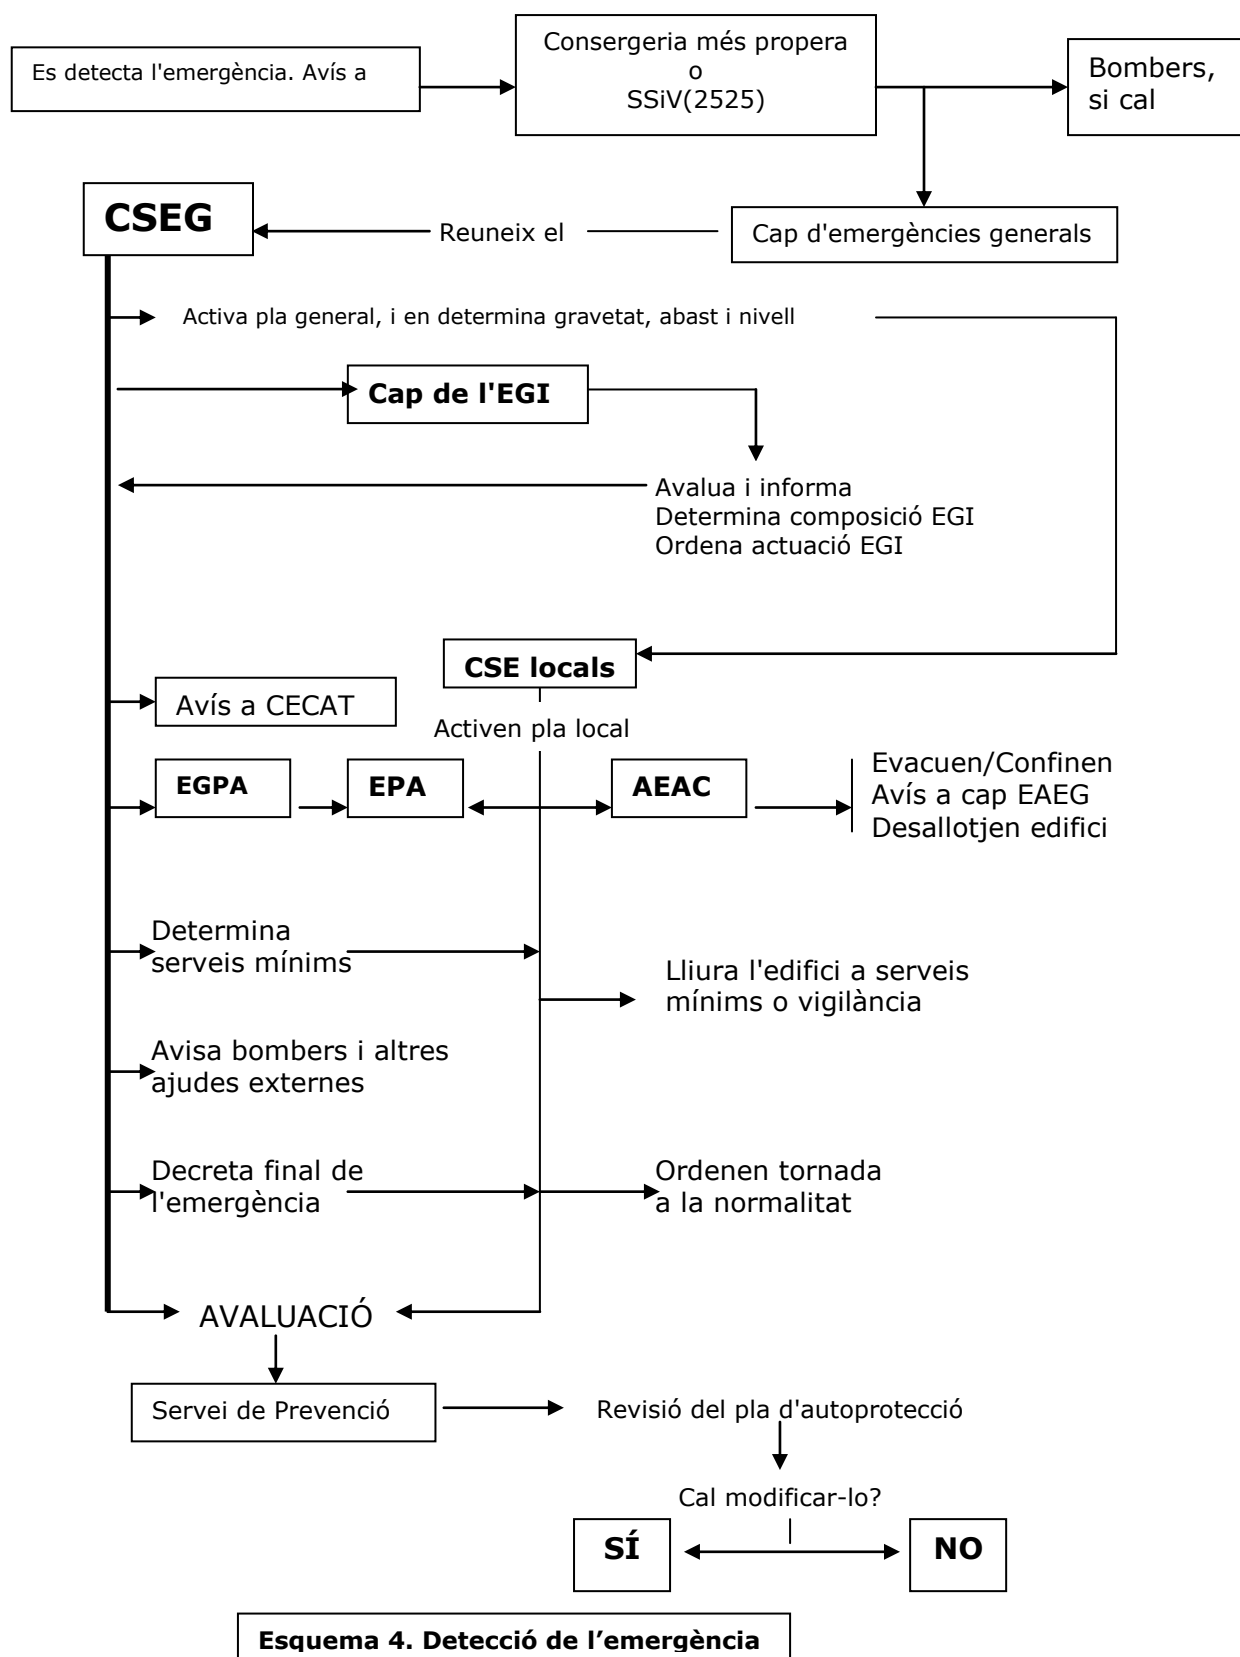 Es detecta l'emergència. Avís a
Consergeria més propera
o
SSiV(2525)
Bombers,
si cal
CSEG
Reuneix el
Cap d'emergències generals
Activa pla general, i en determina gravetat, abast i nivell
Cap de l'EGI
Avalua i informa
Determina composició EGI
Ordena actuació EGI
CSE locals
Avís a CECAT
Activen pla local
EGPA
EPA
AEAC
Evacuen/Confinen
Avís a cap EAEG
Desallotjen edifici
Determina
serveis mínims
Lliura l'edifici a serveis
mínims o vigilància
Avisa bombers i altres
ajudes externes
Decreta final de
l'emergència
Ordenen tornada
a la normalitat
AVALUACIÓ
Servei de Prevenció
Revisió del pla d'autoprotecció
Cal modificar-lo?
SÍ
NO
Esquema 4. Detecció de l’emergència